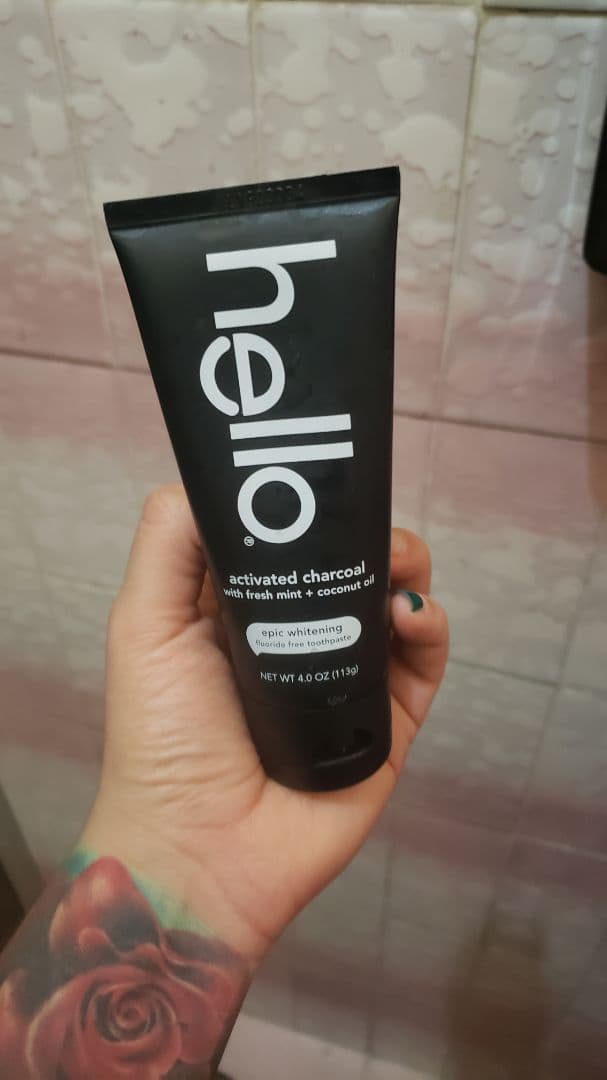 hello®
activated charcoal
with fresh mint + coconut oil
epic whitening
fluoride free toothpaste
NET WT 4.0 OZ (113g)